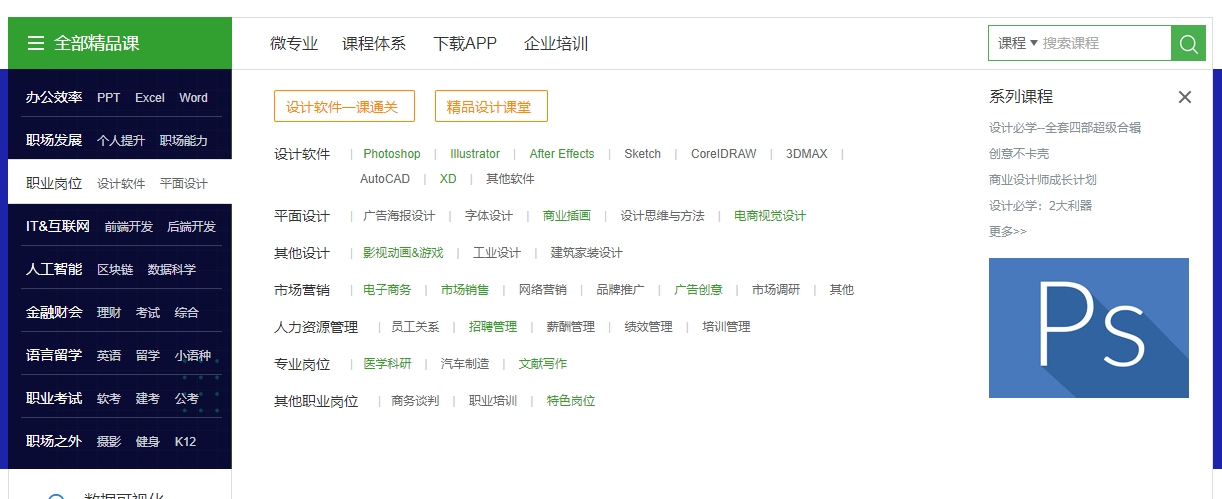 全部精品课 微专业 课程体系 下载APP 企业培训 课程 搜索课程
办公效率 PPT Excel Word
职场发展 个人提升 职场能力
职业岗位 设计软件 平面设计
IT&互联网 前端开发 后端开发
人工智能 区块链 数据科学
金融财会 理财 考试 综合
语言留学 英语 留学 小语种
职业考试 软考 建考 公考
职场之外 摄影 健身 K12
数据可视化
设计软件一课通关 精品设计课堂
设计软件 | Photoshop | Illustrator | After Effects | Sketch | CorelDRAW | 3DMAX |
AutoCAD | XD | 其他软件
平面设计 | 广告海报设计 | 字体设计 | 商业插画 | 设计思维与方法 | 电商视觉设计
其他设计 | 影视动画&游戏 | 工业设计 | 建筑家装设计
市场营销 | 电子商务 | 市场销售 | 网络营销 | 品牌推广 | 广告创意 | 市场调研 | 其他
人力资源管理 | 员工关系 | 招聘管理 | 薪酬管理 | 绩效管理 | 培训管理
专业岗位 | 医学科研 | 汽车制造 | 文献写作
其他职业岗位 | 商务谈判 | 职业培训 | 特色岗位
系列课程
设计必学–全套四部超级合辑
创意不卡壳
商业设计师成长计划
设计必学：2大利器
更多>>
Ps